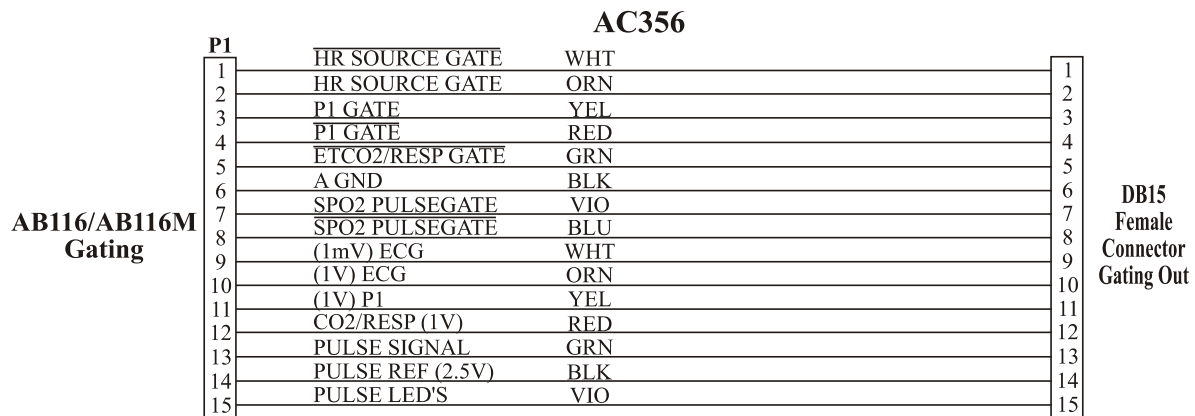 AC356
P1
HR SOURCE GATE WHT
1 1
HR SOURCE GATE ORN
2 2
P1 GATE YEL
3 3
P1 GATE RED
4 4
ETCO2/RESP GATE GRN
5 5
A GND BLK
6 6
SPO2 PULSEGATE VIO
7 7
SPO2 PULSEGATE BLU
8 8
(1mV) ECG WHT
9 9
(1V) ECG ORN
10 10
(1V) P1 YEL
11 11
CO2/RESP (1V) RED
12 12
PULSE SIGNAL GRN
13 13
PULSE REF (2.5V) BLK
14 14
PULSE LED'S VIO
15 15
AB116/AB116M
Gating
DB15
Female
Connector
Gating Out